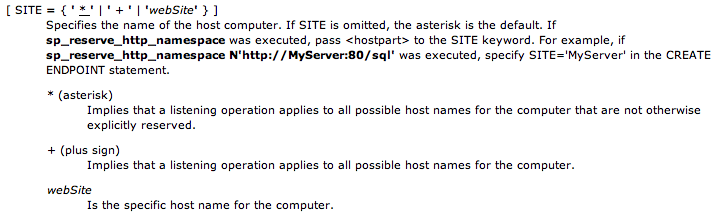 [ SITE = { ' * ' | ' + ' | 'webSite' } ]
Specifies the name of the host computer. If SITE is omitted, the asterisk is the default. If
sp_reserve_http_namespace was executed, pass <hostpart> to the SITE keyword. For example, if
sp_reserve_http_namespace N'http://MyServer:80/sql' was executed, specify SITE='MyServer' in the CREATE
ENDPOINT statement.
* (asterisk)
Implies that a listening operation applies to all possible host names for the computer that are not otherwise
explicitly reserved.
+ (plus sign)
Implies that a listening operation applies to all possible host names for the computer.
webSite
Is the specific host name for the computer.